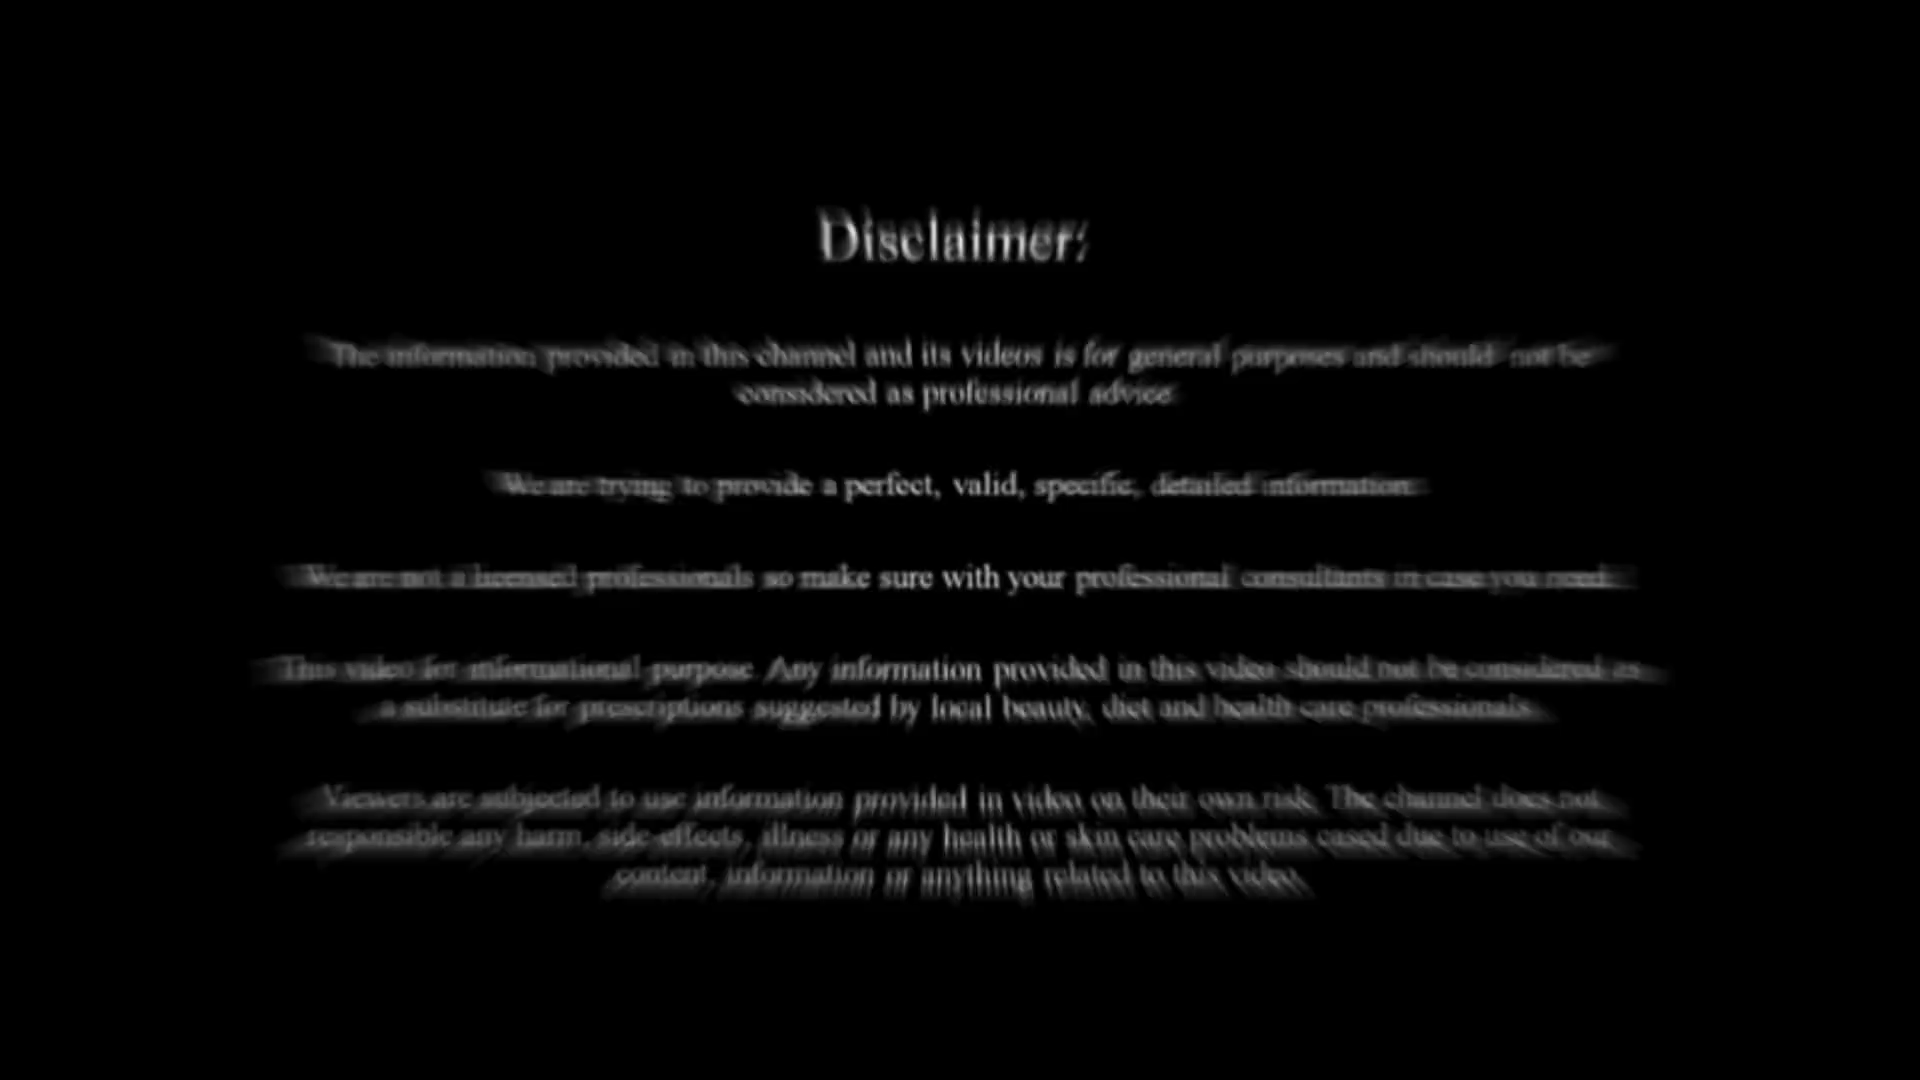 Disclaimer:
The information provided in this channel and its videos is for general purposes and should not be
considered as professional advice
We are trying to provide a perfect, valid, specific, detailed information.
We are not a licensed professionals so make sure with your professional consultants in case you need.
This video for informational purpose. Any information provided in this video should not be considered as
a substitute for prescriptions suggested by local beauty, diet and health care professionals.
Viewers are subjected to use information provided in video on their own risk. The channel does not
responsible any harm, side-effects, illness or any health or skin care problems cased due to use of our
content, information or anything related to this video.